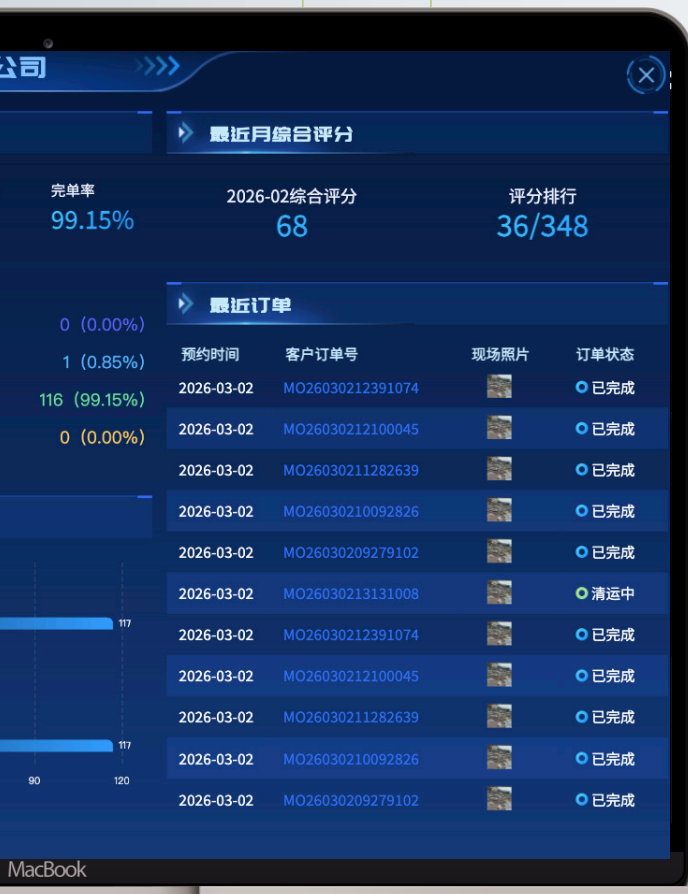 公司
最近月综合评分
完单率
99.15%
2026-02综合评分
68
评分排行
36/348
最近订单
0（0.00%）
1（0.85%）
116（99.15%）
0（0.00%）
预约时间 客户订单号 现场照片 订单状态
2026-03-02 MO26030212391074 已完成
2026-03-02 MO26030212100045 已完成
2026-03-02 MO26030211282639 已完成
2026-03-02 MO26030210092826 已完成
2026-03-02 MO26030209279102 已完成
2026-03-02 MO26030213131008 清运中
2026-03-02 MO26030212391074 已完成
2026-03-02 MO26030212100045 已完成
2026-03-02 MO26030211282639 已完成
2026-03-02 MO26030210092826 已完成
2026-03-02 MO26030209279102 已完成
117
117
90 120
MacBook